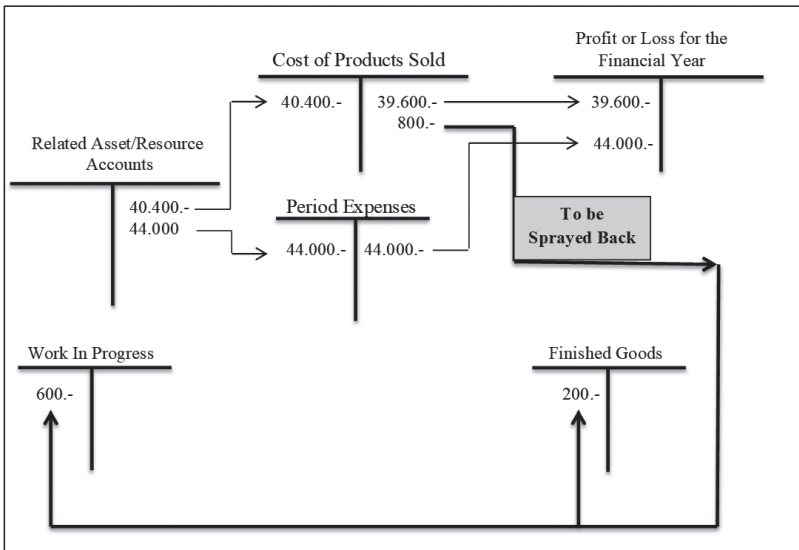 Cost of Products Sold
Profit or Loss for the
Financial Year
40.400.- 39.600.-
800.-
39.600.-
44.000.-
Related Asset/Resource
Accounts
40.400.-
44.000
Period Expenses
44.000.- 44.000.-
To be
Sprayed Back
Work In Progress
600.-
Finished Goods
200.-